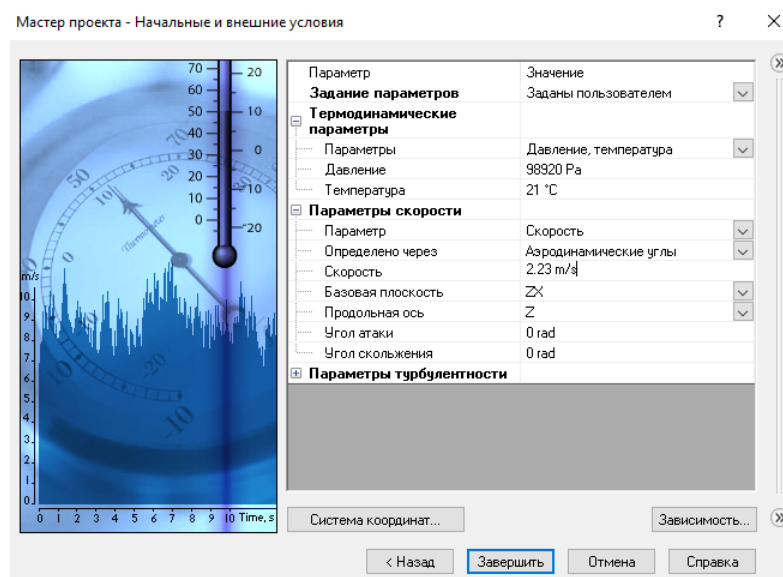 Мастер проекта - Начальные и внешние условия
? ×
Параметр Значение
Задание параметров Заданы пользователем
Термодинамические
параметры
Параметры Давление, температура
Давление 98920 Pa
Температура 21 °C
Параметры скорости
Параметр Скорость
Определено через Аэродинамические углы
Скорость 2.23 m/s
Базовая плоскость ZX
Продольная ось Z
Угол атаки 0 rad
Угол скольжения 0 rad
Параметры турбулентности
70 20
60
50 10
40
30 0
20
10 -10
0 -20
Thermometer
m/s
10
9
8
7
6
5
4
3
2
1
0
0 1 2 3 4 5 6 7 8 9 10 Time, s
Система координат... Зависимость...
< Назад Завершить Отмена Справка